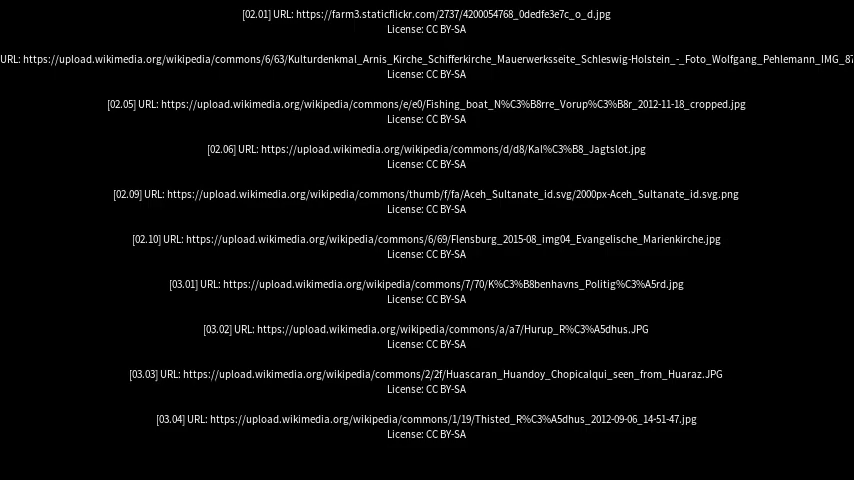 [02.01] URL: https://farm3.staticflickr.com/2737/4200054768_0dedfe3e7c_o_d.jpg
License: CC BY-SA
URL: https://upload.wikimedia.org/wikipedia/commons/6/63/Kulturdenkmal_Arnis_Kirche_Schifferkirche_Mauerwerksseite_Schleswig-Holstein_-_Foto_Wolfgang_Pehlemann_IMG_87
License: CC BY-SA
[02.05] URL: https://upload.wikimedia.org/wikipedia/commons/e/e0/Fishing_boat_N%C3%B8rre_Vorup%C3%B8r_2012-11-18_cropped.jpg
License: CC BY-SA
[02.06] URL: https://upload.wikimedia.org/wikipedia/commons/d/d8/Kal%C3%B8_Jagtslot.jpg
License: CC BY-SA
[02.09] URL: https://upload.wikimedia.org/wikipedia/commons/thumb/f/fa/Aceh_Sultanate_id.svg/2000px-Aceh_Sultanate_id.svg.png
License: CC BY-SA
[02.10] URL: https://upload.wikimedia.org/wikipedia/commons/6/69/Flensburg_2015-08_img04_Evangelische_Marienkirche.jpg
License: CC BY-SA
[03.01] URL: https://upload.wikimedia.org/wikipedia/commons/7/70/K%C3%B8benhavns_Politig%C3%A5rd.jpg
License: CC BY-SA
[03.02] URL: https://upload.wikimedia.org/wikipedia/commons/a/a7/Hurup_R%C3%A5dhus.JPG
License: CC BY-SA
[03.03] URL: https://upload.wikimedia.org/wikipedia/commons/2/2f/Huascaran_Huandoy_Chopicalqui_seen_from_Huaraz.JPG
License: CC BY-SA
[03.04] URL: https://upload.wikimedia.org/wikipedia/commons/1/19/Thisted_R%C3%A5dhus_2012-09-06_14-51-47.jpg
License: CC BY-SA